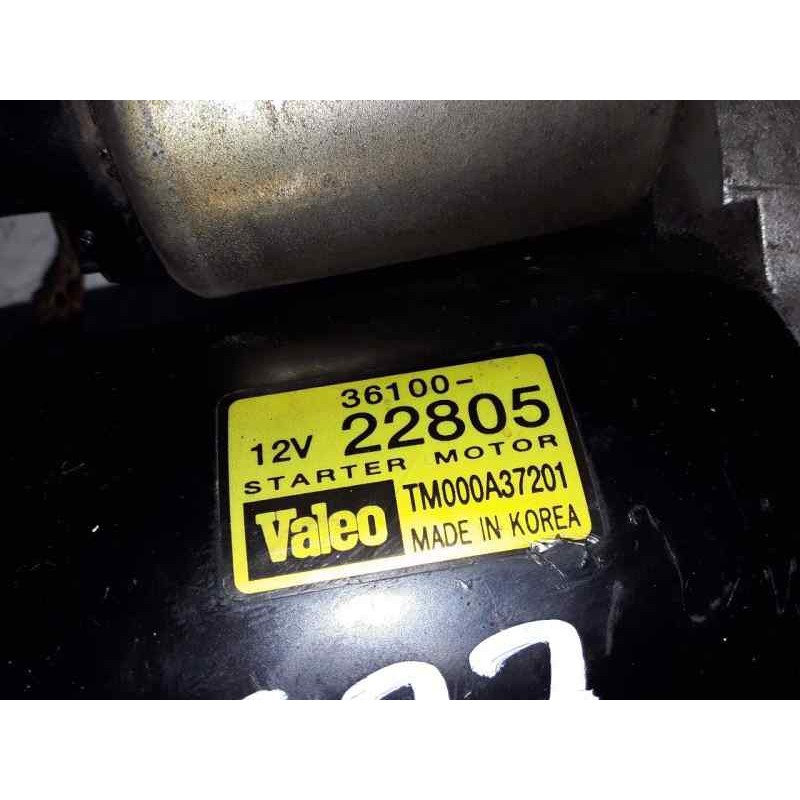 36100-
12V 22805
STARTER MOTOR
Valeo TM000A37201
MADE IN KOREA